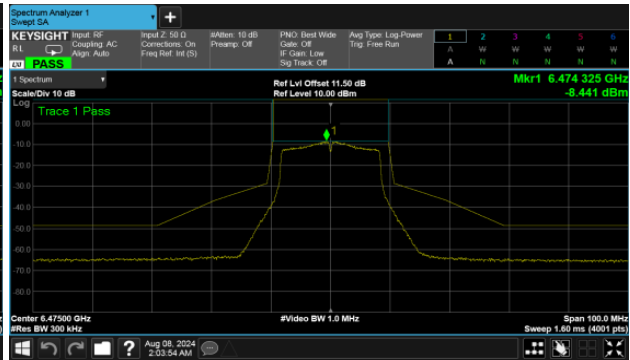 Spectrum Analyzer 1
Swept SA
+
KEYSIGHT Input: RF Input Z: 50 Ω #Atten: 10 dB PNO: Best Wide Avg Type: Log-Power 1 2 3 4 5 6
RL Coupling: AC Corrections: On Preamp: Off Gate: Off Trig: Free Run A W W W W W
Align: Auto Freq Ref: Int (S) IF Gain: Low
LXI PASS Sig Track: Off A N N N N N
1 Spectrum Mkr1 6.474 325 GHz
Ref Lvl Offset 11.50 dB
Scale/Div 10 dB Ref Level 10.00 dBm -8.441 dBm
Log
Trace 1 Pass
0.00
1
-10.0
-20.0
-30.0
-40.0
-50.0
-60.0
-70.0
-80.0
Center 6.47500 GHz #Video BW 1.0 MHz Span 100.0 MHz
#Res BW 300 kHz Sweep 1.60 ms (4001 pts)
? Aug 08, 2024
2:03:54 AM